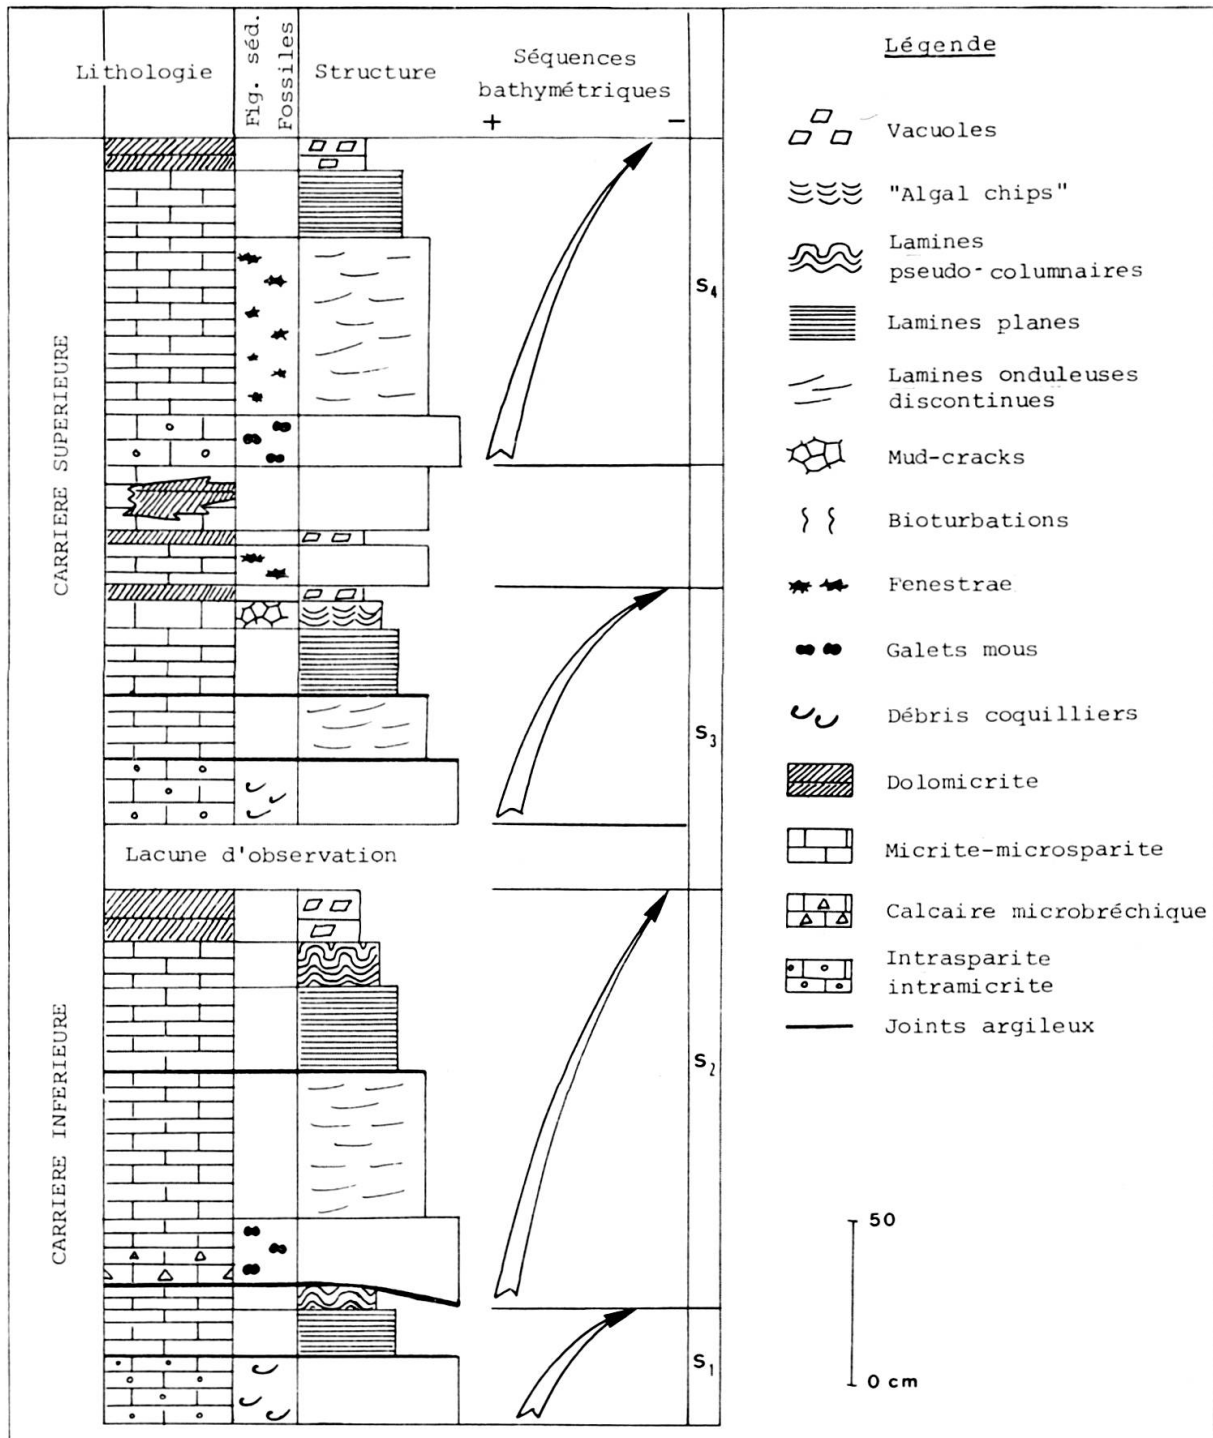 Lithologie
Fig. séd.
Fossiles
Structure
Séquences
bathymétriques
+ -
CARRIERE SUPERIEURE
S4
S3
Lacune d'observation
CARRIERE INFERIEURE
S2
S1
Légende
Vacuoles
"Algal chips"
Lamines
pseudo-columnaires
Lamines planes
Lamines onduleuses
discontinues
Mud-cracks
Bioturbations
Fenestrae
Galets mous
Débris coquilliers
Dolomicrite
Micrite-microsparite
Calcaire microbréchique
Intrasparite
intramicrite
Joints argileux
50
0 cm